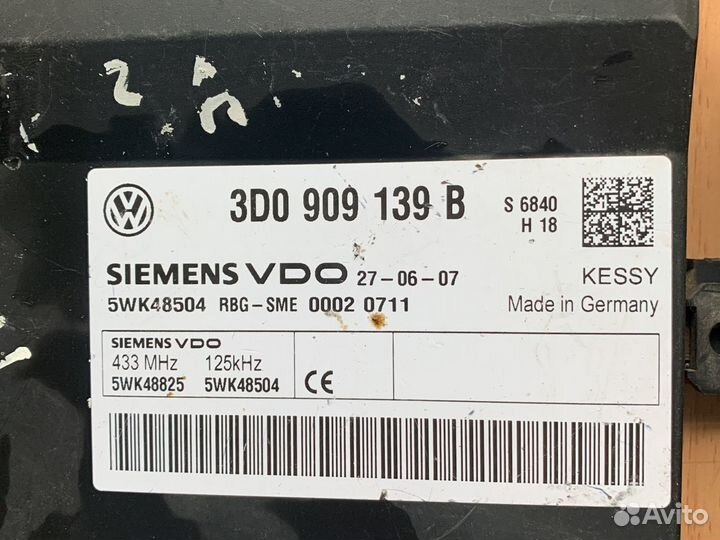 3D0 909 139 B
S 6840
H 18
SIEMENS VDO 27-06-07
KESSY
5WK48504 RBG-SME 0002 0711
Made in Germany
SIEMENS VDO
433 MHz 125kHz
5WK48825 5WK48504
CE
Avito